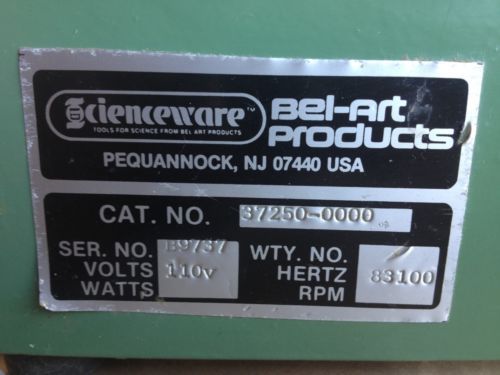 Scienceware™
TOOLS FOR SCIENCE FROM BEL ART PRODUCTS
Bel-Art
Products
PEQUANNOCK, NJ 07440 USA
CAT. NO. 37250-0000
SER. NO. B9737
VOLTS 110v
WATTS
WTY. NO.
HERTZ 83100
RPM